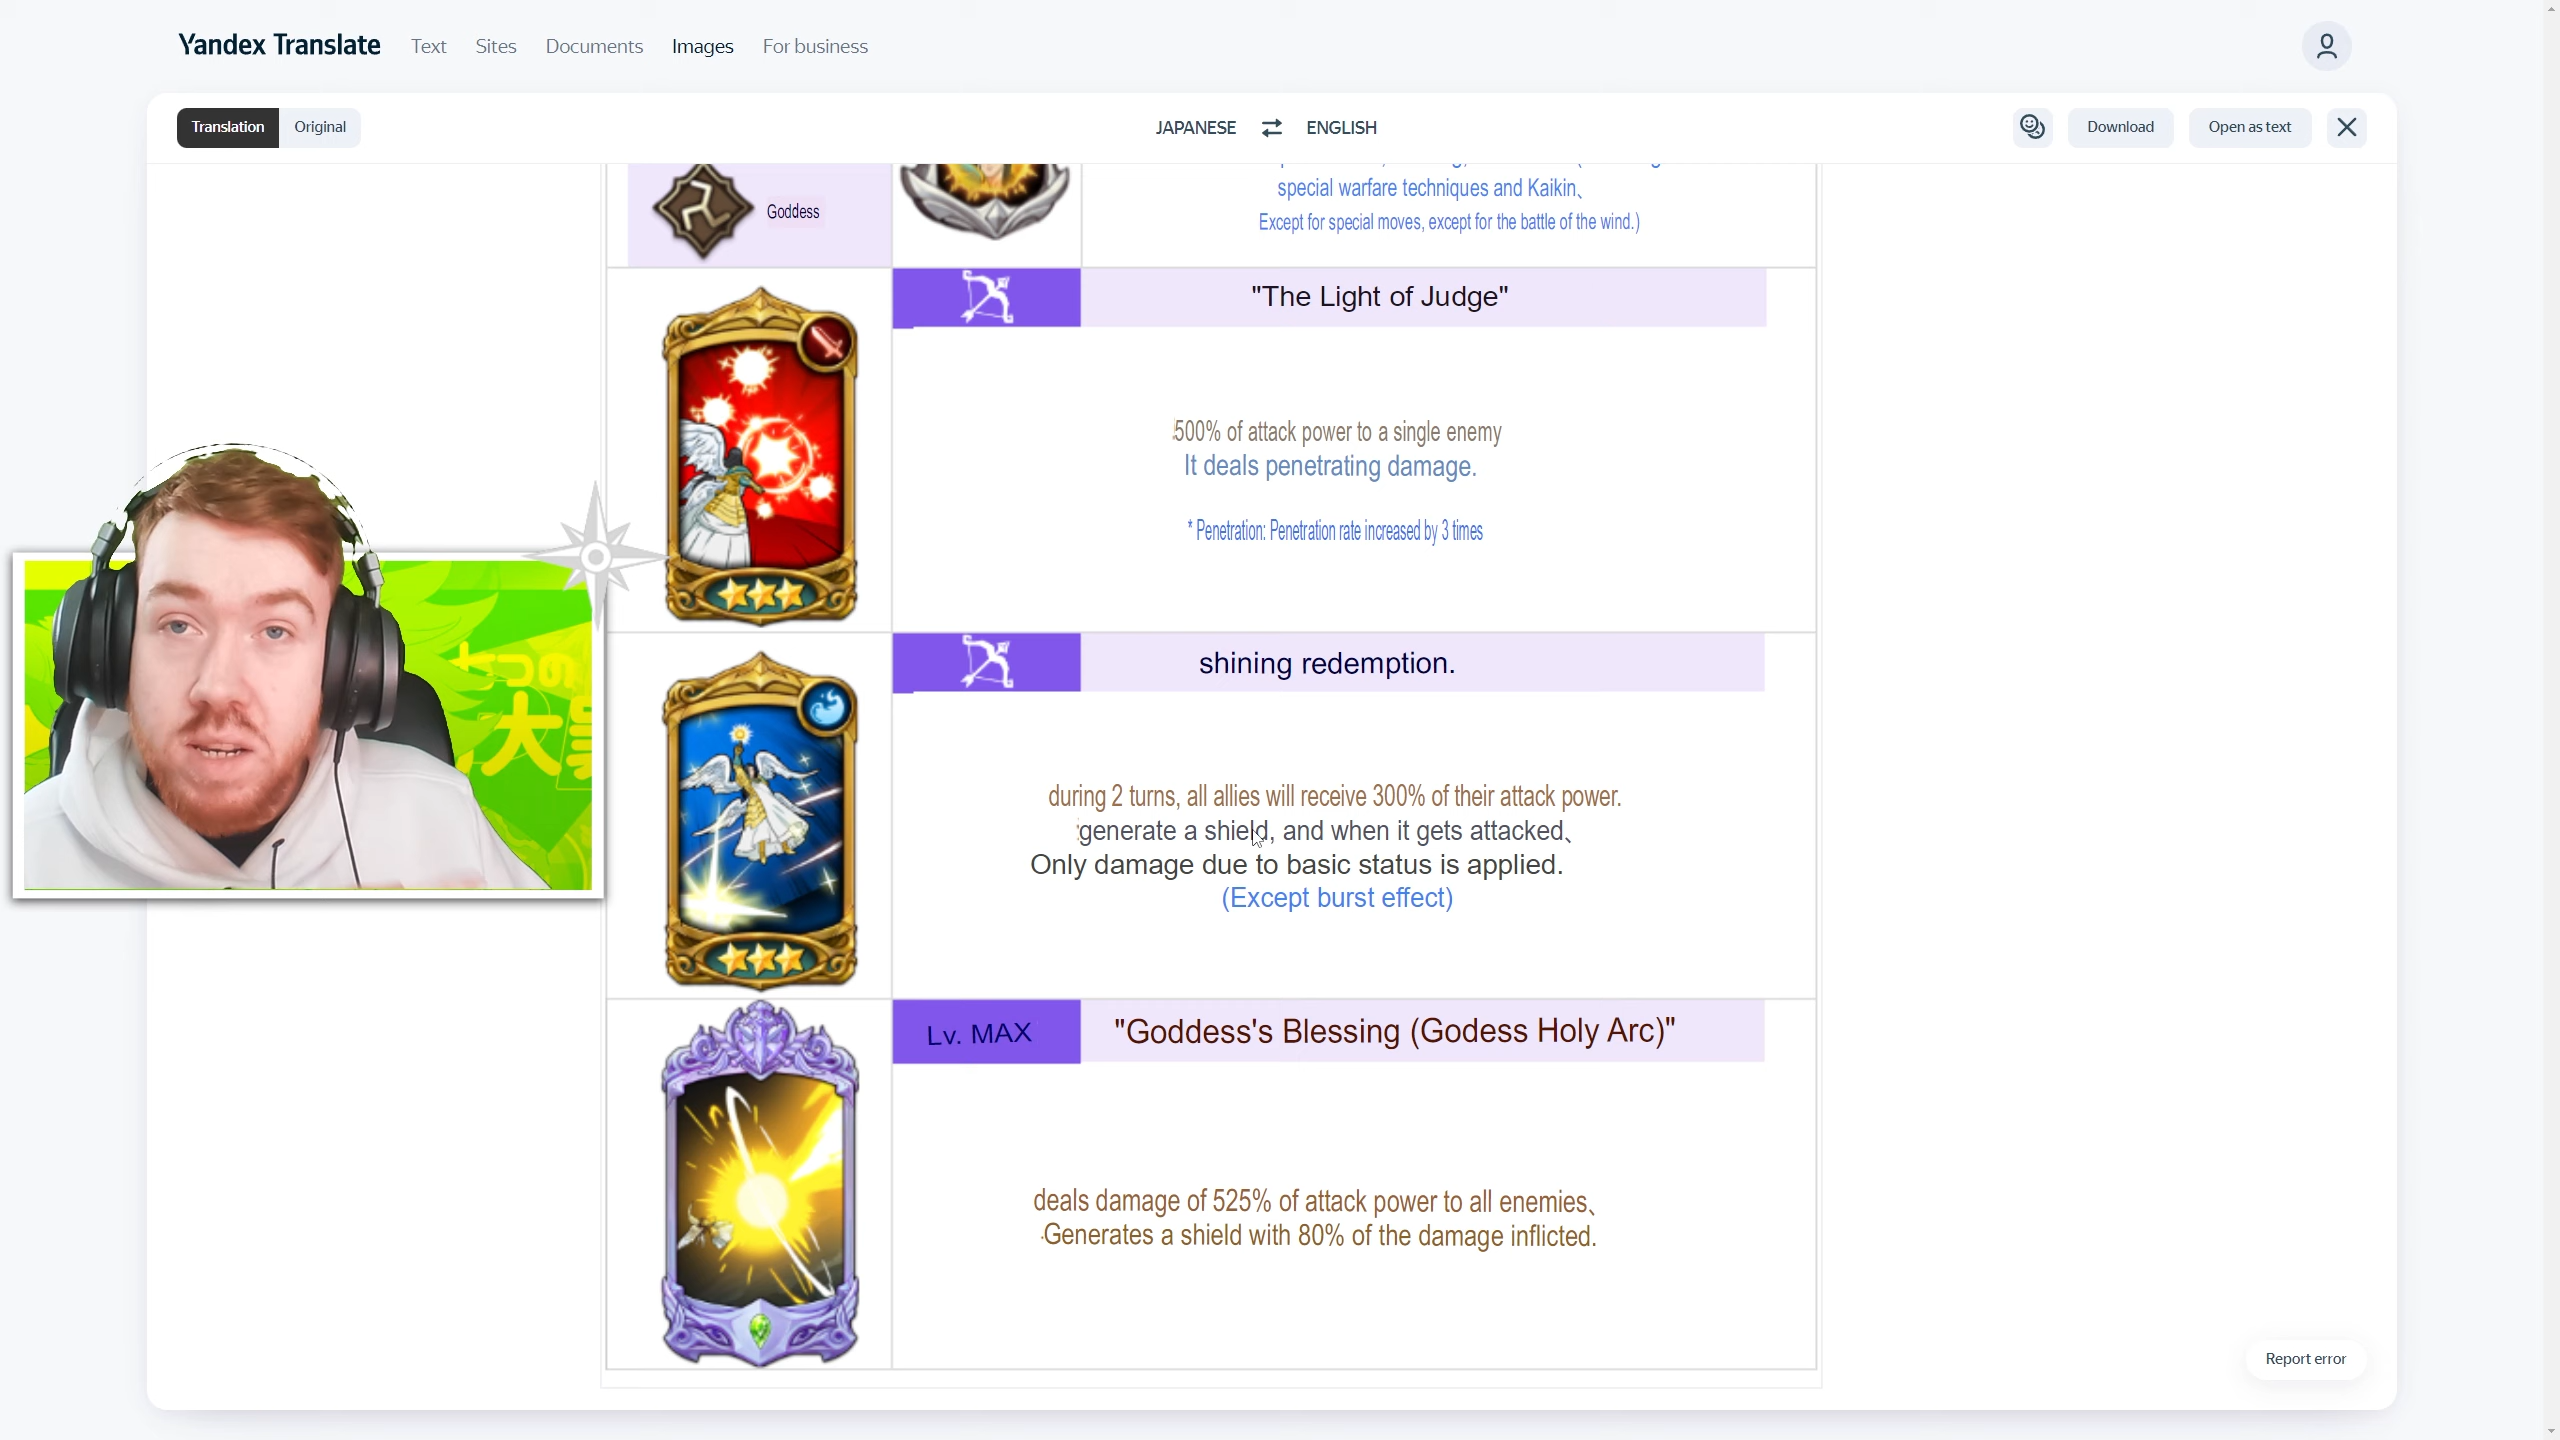 Yandex Translate Text Sites Documents Images For business
Translation Original JAPANESE ENGLISH Download Open as text
special warfare techniques and Kaikin、
Goddess
Except for special moves, except for the battle of the wind.)
"The Light of Judge"
500% of attack power to a single enemy
It deals penetrating damage.
* Penetration: Penetration rate increased by 3 times
shining redemption.
during 2 turns, all allies will receive 300% of their attack power.
generate a shield, and when it gets attacked、
Only damage due to basic status is applied.
(Except burst effect)
Lv. MAX "Goddess's Blessing (Godess Holy Arc)"
deals damage of 525% of attack power to all enemies、
Generates a shield with 80% of the damage inflicted.
七つの
大罪
Report error